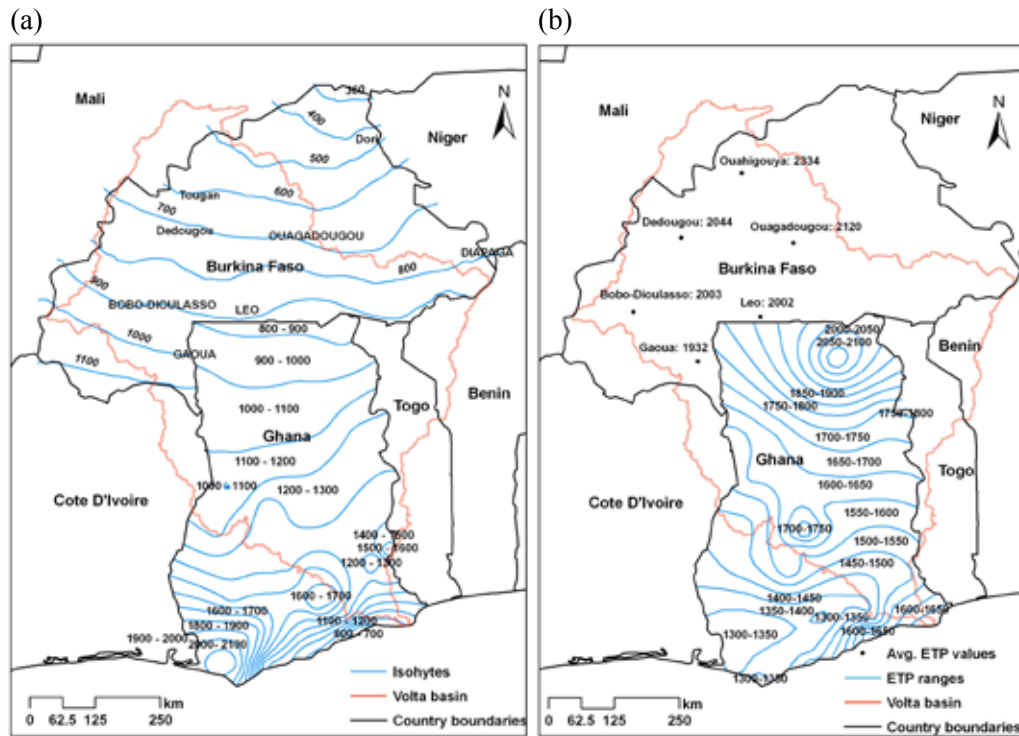 (a)
Mali
N
360
400
Dori
Niger
500
600
Tougan
700
Dedougou
OUAGADOUGOU
DIAPAGA
800
Burkina Faso
900
BOBO-DIOULASSO
LEO
1000
800 - 900
GAOUA
1100
900 - 1000
Benin
1000 - 1100
Togo
Ghana
1100 - 1200
1000 - 1100
1200 - 1300
Cote D'Ivoire
1400 - 1500
1500 - 1600
1200 - 1300
1600 - 1700
1600 - 1700
1100 - 1200
1800 - 1900
1900 - 2000
2000 - 2100
Isohytes
Volta basin
Country boundaries
km
0 62.5 125 250
(b)
Mali
N
Niger
Ouahigouya: 2334
Dedougou: 2044
Ouagadougou: 2120
Burkina Faso
Bobo-Dioulasso: 2003
Leo: 2002
2000-2050
2050-2100
Gaoua: 1932
Benin
1850-1900
1750-1800
1750-1800
1700-1750
Ghana
1650-1700
Togo
1600-1650
Cote D'Ivoire
1550-1600
1700-1750
1500-1550
1450-1500
1400-1450
1350-1400
1300-1350
1600-1650
1300-1350
1600-1650
1300-1350
Avg. ETP values
ETP ranges
Volta basin
Country boundaries
km
0 62.5 125 250